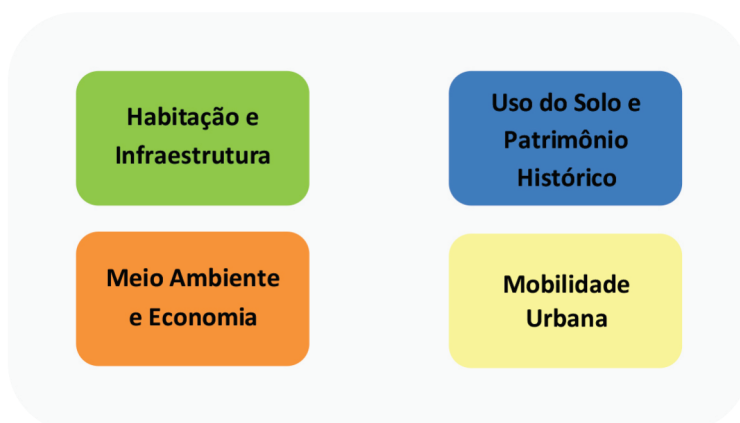 Habitação e
Infraestrutura
Uso do Solo e
Patrimônio
Histórico
Meio Ambiente
e Economia
Mobilidade
Urbana